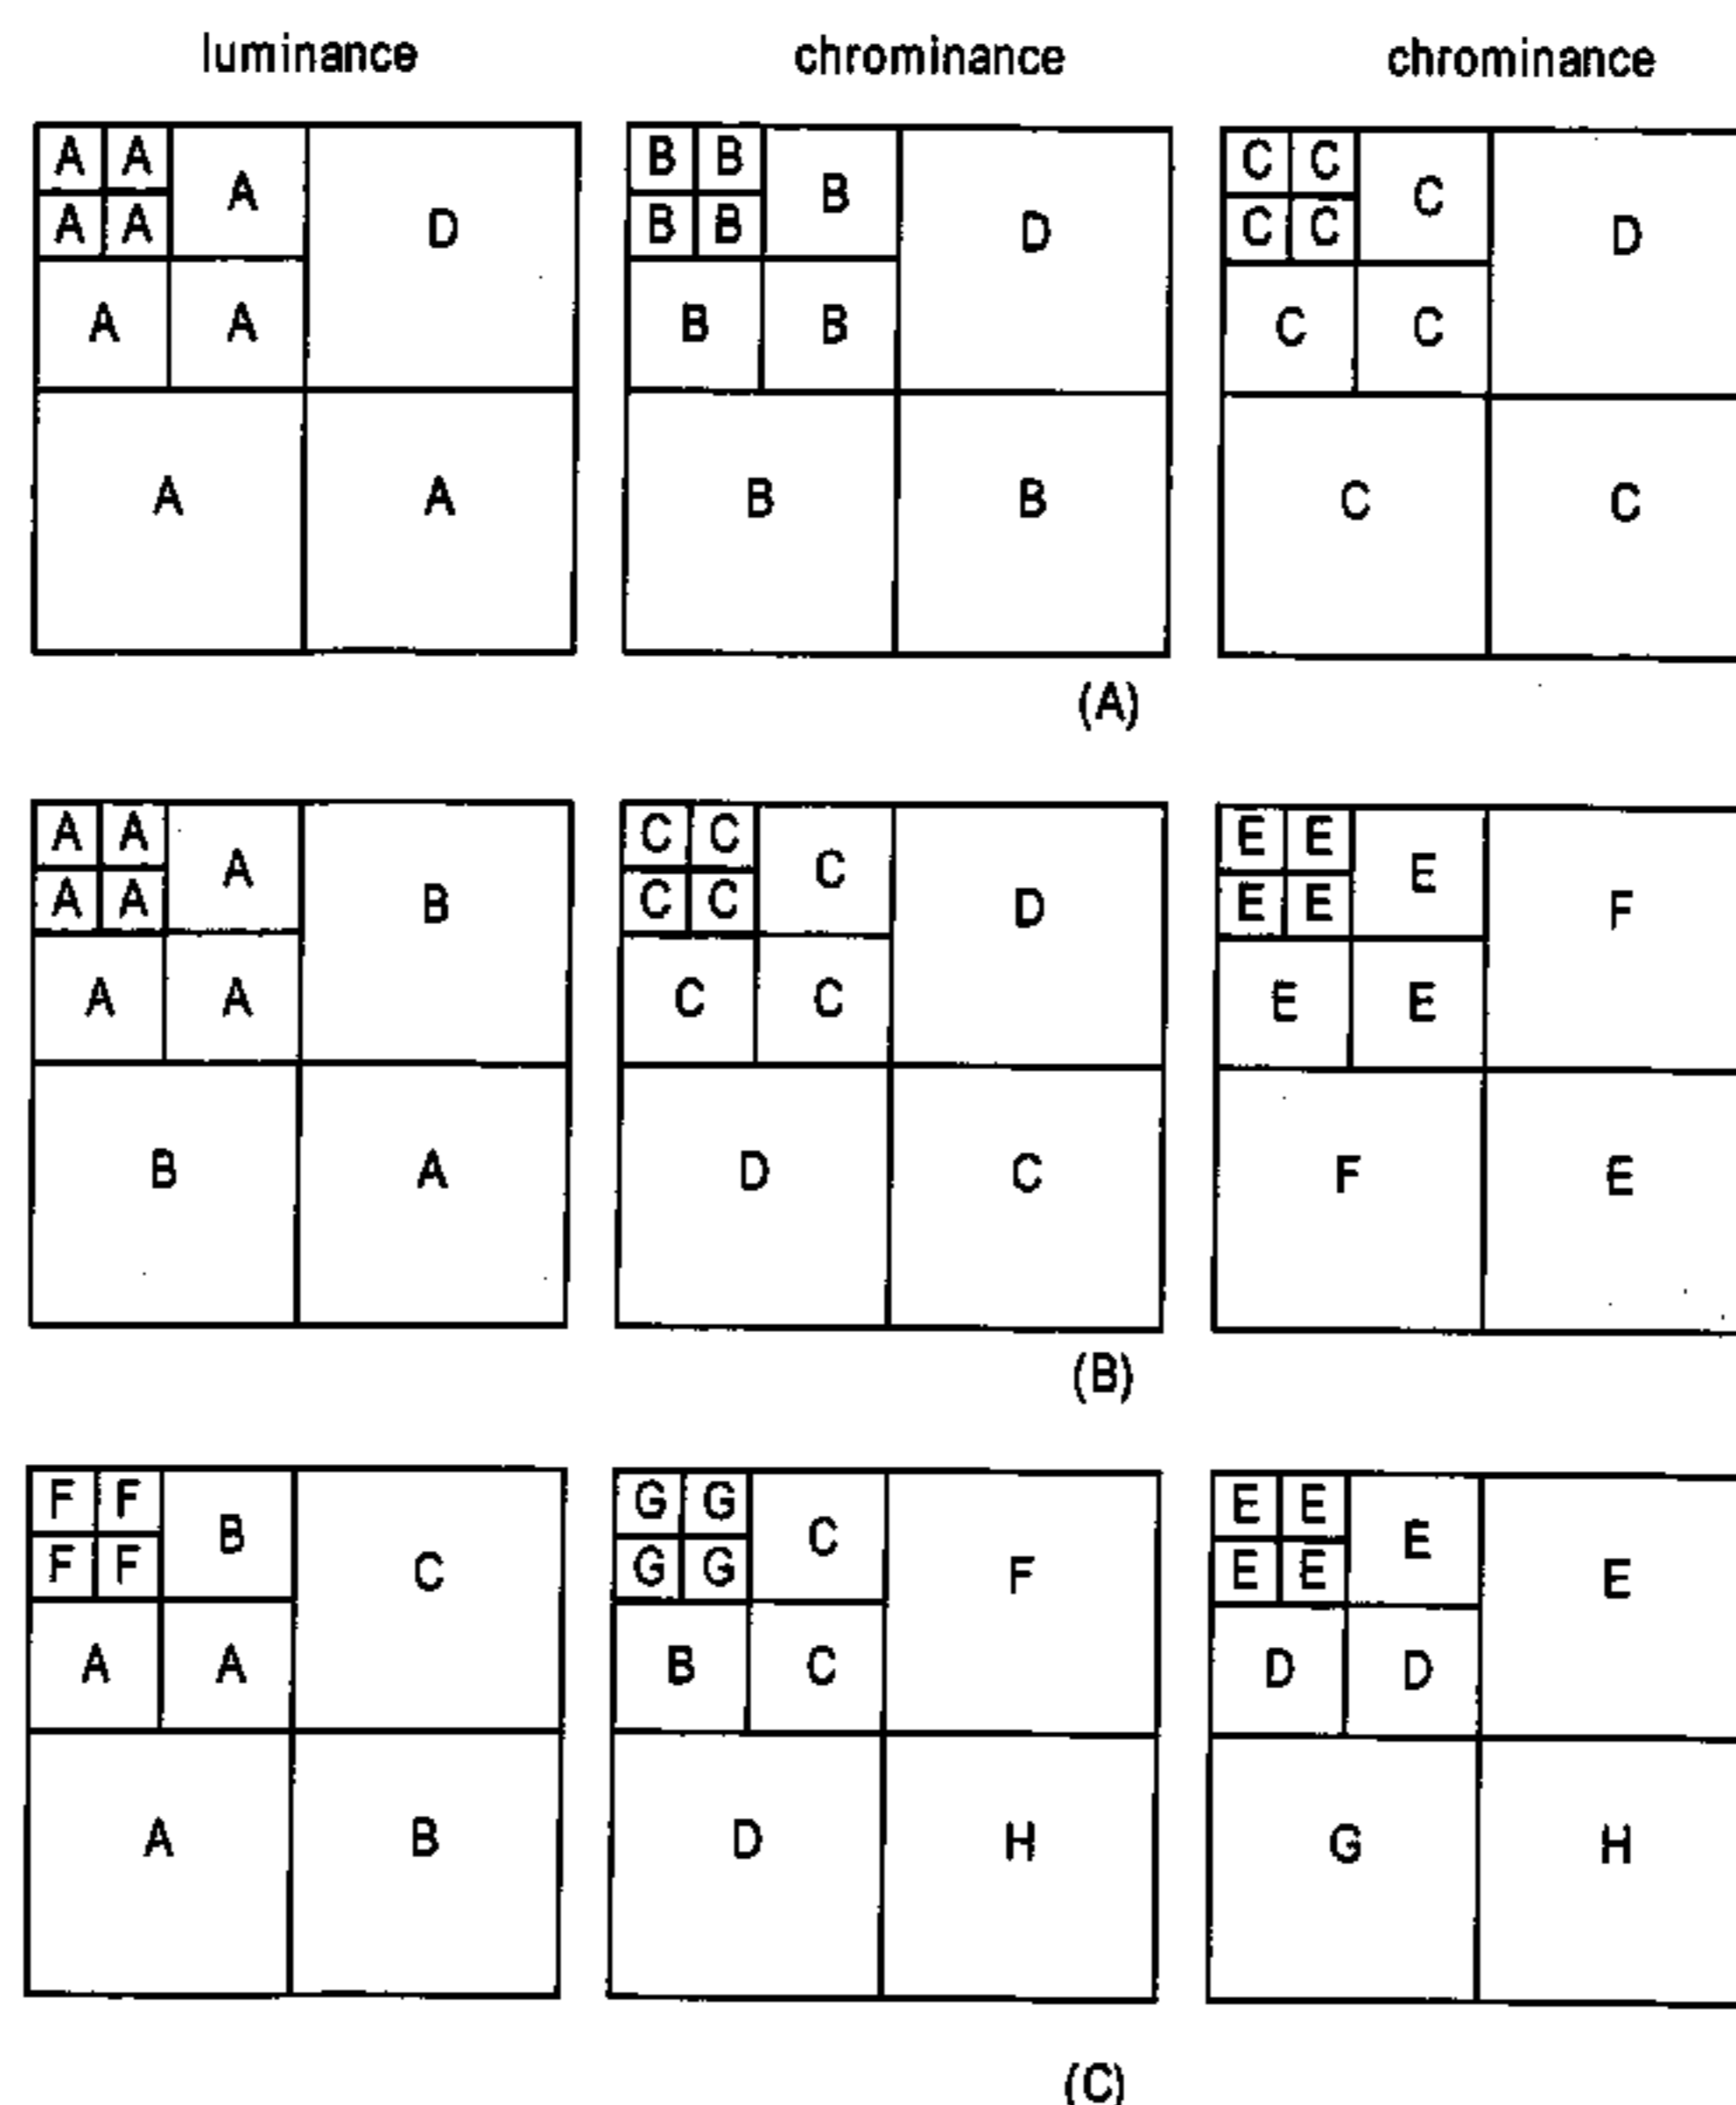 luminance chrominance chrominance
A A A D B B B D C C C D
A A B B C C
A A B B C C
A A B B C C
(A)
A A A B C C C D E E E F
A A C C E E
A A C C E E
B A D C F E
(B)
F F B C G G C F E E E E
F F G G E E
A A B C D D
A B D H G H
(C)